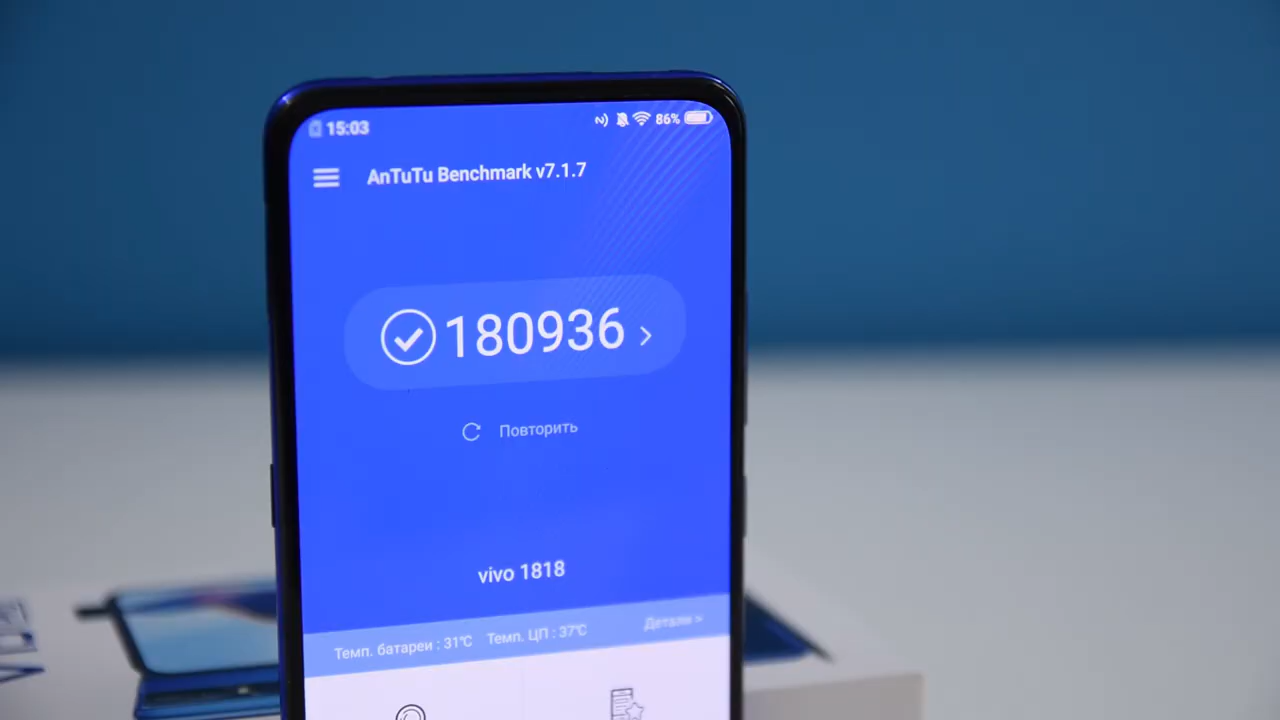 15:03 86%
AnTuTu Benchmark v7.1.7
180936
Повторить
vivo 1818
Темп. батареи : 31℃ Темп. ЦП : 37℃ Детали >